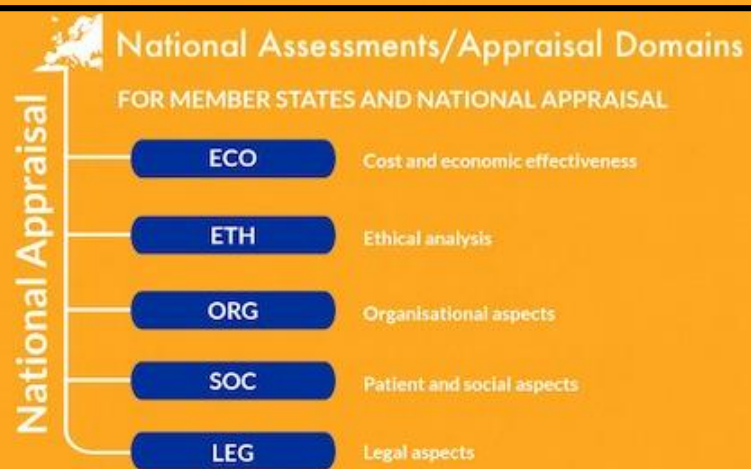 National Assessments/Appraisal Domains
FOR MEMBER STATES AND NATIONAL APPRAISAL
National Appraisal
ECO Cost and economic effectiveness
ETH Ethical analysis
ORG Organisational aspects
SOC Patient and social aspects
LEG Legal aspects